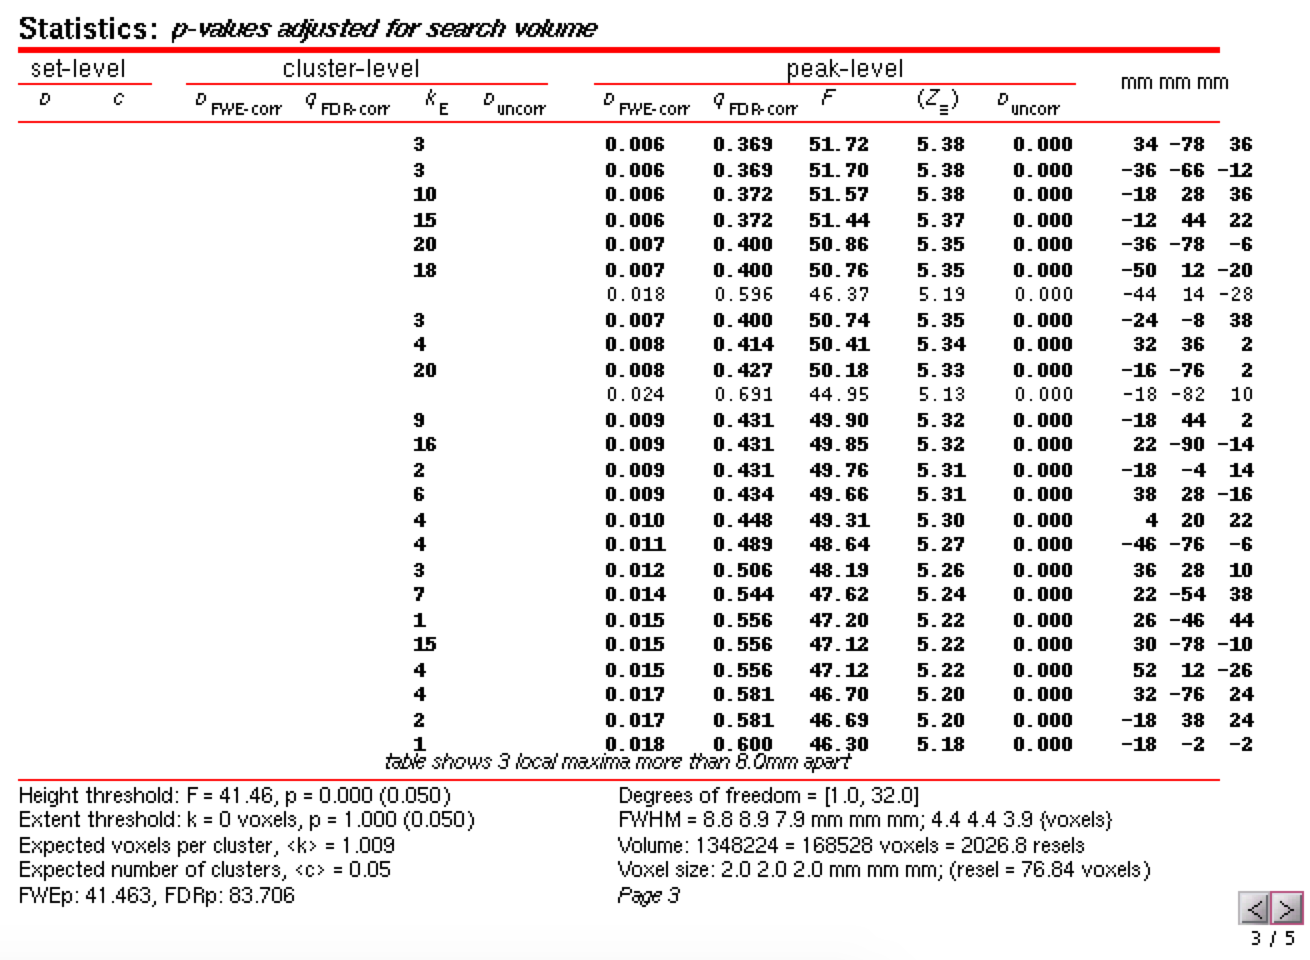 Statistics: p-values adjusted for search volume
set-level cluster-level peak-level mm mm mm
p c p FWE-corr q FDR-corr k E p uncorr p FWE-corr q FDR-corr F (Z≡) p uncorr
3 0.006 0.369 51.72 5.38 0.000 34 -78 36
3 0.006 0.369 51.70 5.38 0.000 -36 -66 -12
10 0.006 0.372 51.57 5.38 0.000 -18 28 36
15 0.006 0.372 51.44 5.37 0.000 -12 44 22
20 0.007 0.400 50.86 5.35 0.000 -36 -78 -6
18 0.007 0.400 50.76 5.35 0.000 -50 12 -20
0.018 0.596 46.37 5.19 0.000 -44 14 -28
3 0.007 0.400 50.74 5.35 0.000 -24 -8 38
4 0.008 0.414 50.41 5.34 0.000 32 36 2
20 0.008 0.427 50.18 5.33 0.000 -16 -76 2
0.024 0.691 44.95 5.13 0.000 -18 -82 10
9 0.009 0.431 49.90 5.32 0.000 -18 44 2
16 0.009 0.431 49.85 5.32 0.000 22 -90 -14
2 0.009 0.431 49.76 5.31 0.000 -18 -4 14
6 0.009 0.434 49.66 5.31 0.000 38 28 -16
4 0.010 0.448 49.31 5.30 0.000 4 20 22
4 0.011 0.489 48.64 5.27 0.000 -46 -76 -6
3 0.012 0.506 48.19 5.26 0.000 36 28 10
7 0.014 0.544 47.62 5.24 0.000 22 -54 38
1 0.015 0.556 47.20 5.22 0.000 26 -46 44
15 0.015 0.556 47.12 5.22 0.000 30 -78 -10
4 0.015 0.556 47.12 5.22 0.000 52 12 -26
4 0.017 0.581 46.70 5.20 0.000 32 -76 24
2 0.017 0.581 46.69 5.20 0.000 -18 38 24
1 0.018 0.600 46.30 5.18 0.000 -18 -2 -2
table shows 3 local maxima more than 8.0mm apart
Height threshold: F = 41.46, p = 0.000 (0.050)
Extent threshold: k = 0 voxels, p = 1.000 (0.050)
Expected voxels per cluster, <k> = 1.009
Expected number of clusters, <c> = 0.05
FWEp: 41.463, FDRp: 83.706
Degrees of freedom = [1.0, 32.0]
FWHM = 8.8 8.9 7.9 mm mm mm; 4.4 4.4 3.9 {voxels}
Volume: 1348224 = 168528 voxels = 2026.8 resels
Voxel size: 2.0 2.0 2.0 mm mm mm; (resel = 76.84 voxels)
Page 3
< >
3 / 5